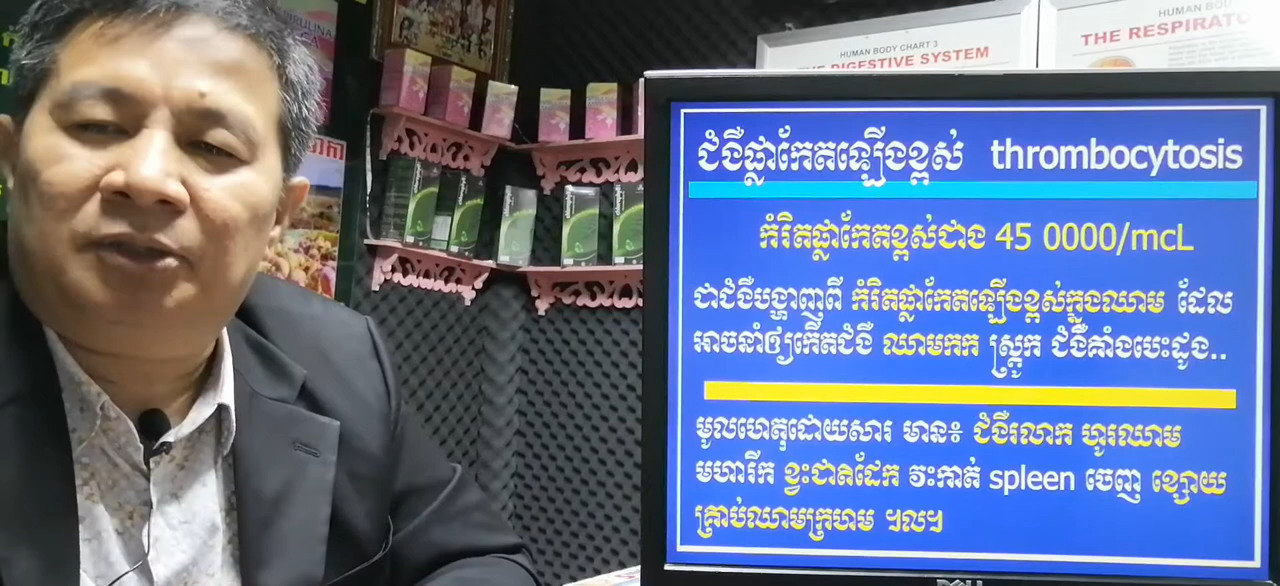 HUMAN BODY CHART 3
THE DIGESTIVE SYSTEM
HUMAN BODY
THE RESPIRATO
ជំងឺផ្លាកែតឡើងខ្ពស់ thrombocytosis
កំរិតផ្លាកែតខ្ពស់ជាង 45 0000/mcL
ជាជំងឺបង្ហាញពី កំរិតផ្លាកែតឡើងខ្ពស់ក្នុងឈាម ដែល
អាចនាំឲ្យកើតជំងឺ ឈាមកក ស្ត្រូក ជំងឺគាំងបេះដូង..
មូលហេតុដោយសារ មាន៖ ជំងឺរលាក ហូរឈាម
មហារីក ខ្វះជាតិដែក វះកាត់ spleen ចេញ ខ្សោយ
គ្រាប់ឈាមក្រហម ៕ល៕